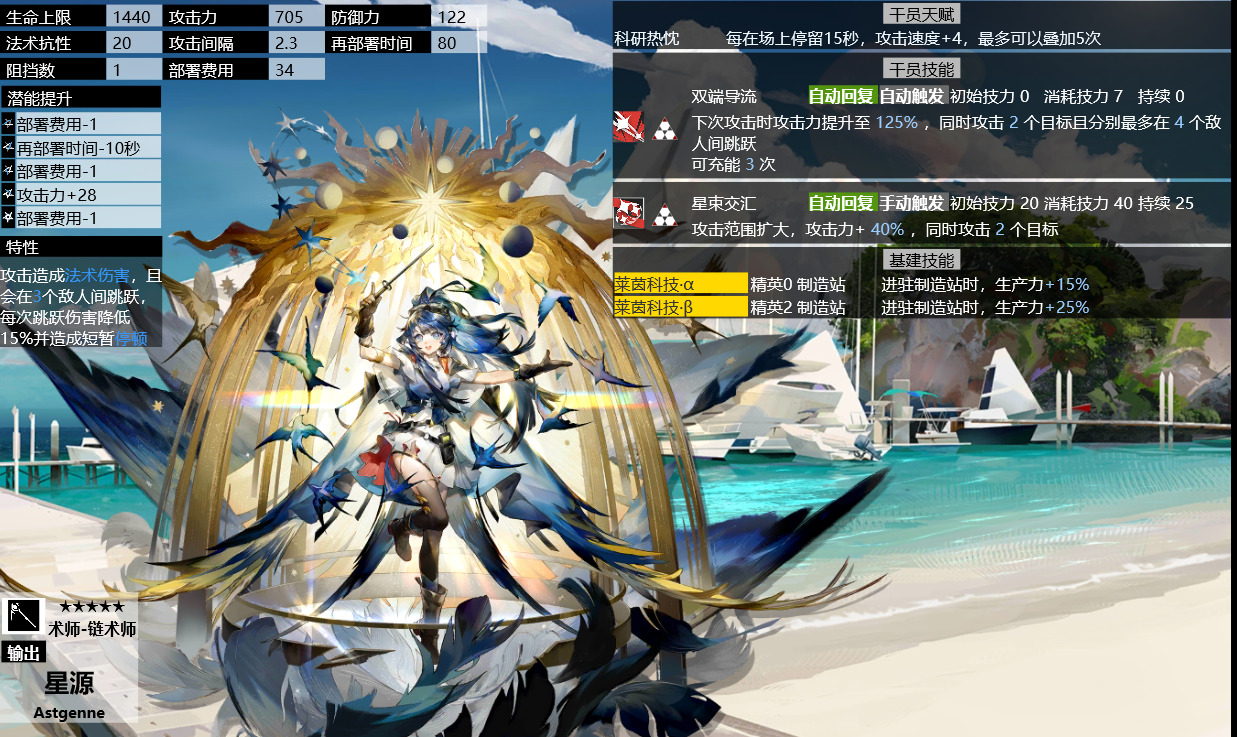 生命上限 1440 攻击力 705 防御力 122
法术抗性 20 攻击间隔 2.3 再部署时间 80
阻挡数 1 部署费用 34
潜能提升
部署费用-1
再部署时间-10秒
部署费用-1
攻击力+28
部署费用-1
特性
攻击造成法术伤害，且
会在3个敌人间跳跃，
每次跳跃伤害降低
15%并造成短暂停顿
★★★★★
术师-链术师
输出
星源
Astgenne
干员天赋
科研热忱 每在场上停留15秒，攻击速度+4，最多可以叠加5次
干员技能
双端导流 自动回复 自动触发 初始技力 0 消耗技力 7 持续 0
下次攻击时攻击力提升至 125% ，同时攻击 2 个目标且分别最多在 4 个敌
人间跳跃
可充能 3 次
星束交汇 自动回复 手动触发 初始技力 20 消耗技力 40 持续 25
攻击范围扩大，攻击力+ 40% ，同时攻击 2 个目标
基建技能
莱茵科技·α 精英0 制造站 进驻制造站时，生产力+15%
莱茵科技·β 精英2 制造站 进驻制造站时，生产力+25%